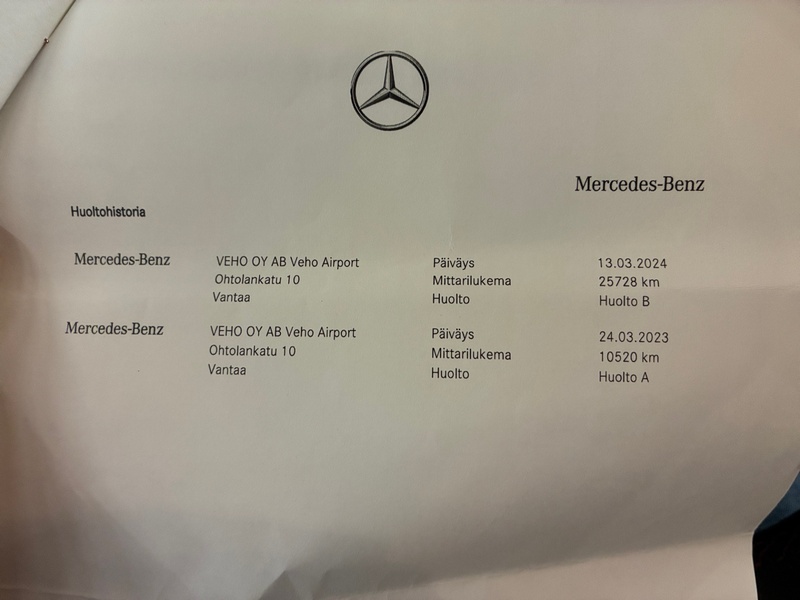 Mercedes-Benz
Huoltohistoria
Mercedes-Benz VEHO OY AB Veho Airport Päiväys 13.03.2024
Ohtolankatu 10 Mittarilukema 25728 km
Vantaa Huolto Huolto B
Mercedes-Benz VEHO OY AB Veho Airport Päiväys 24.03.2023
Ohtolankatu 10 Mittarilukema 10520 km
Vantaa Huolto Huolto A